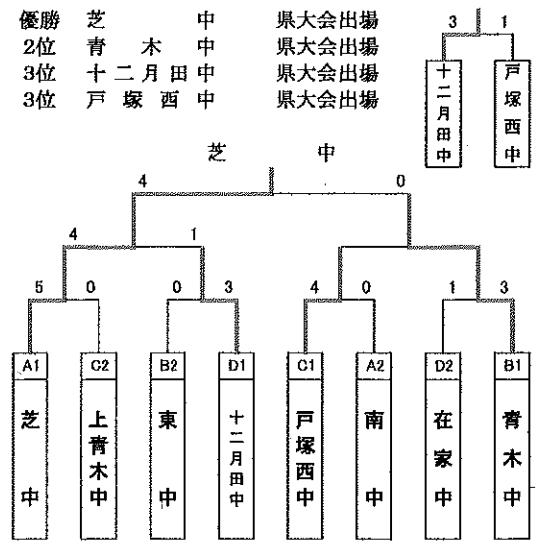 優勝 芝 中 県大会出場
2位 青木中 県大会出場
3位 十二月田中 県大会出場
3位 戸塚西中 県大会出場
3 1
十二月田中 戸塚西中
芝 中
4 0
4 1
5 0 0 3 4 0 1 3
A1 C2 B2 D1 C1 A2 D2 B1
芝中 上青木中 東中 十二月田中 戸塚西中 南中 在家中 青木中